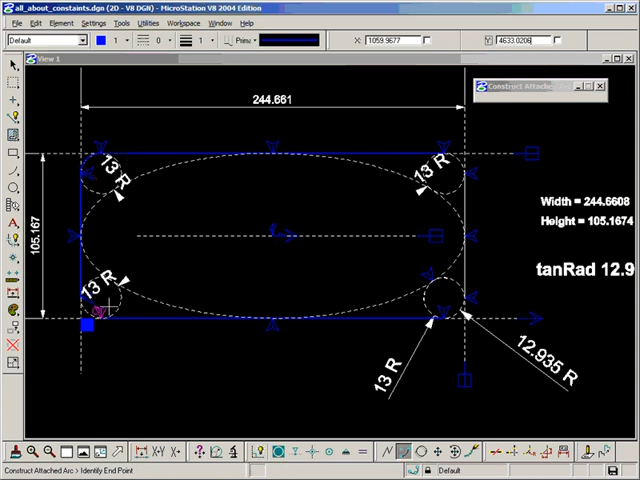 all_about_constaints.dgn (2D - V8 DGN) - MicroStation V8 2004 Edition
File Edit Element Settings Tools Utilities Workspace Window Help
Default 1 0 1 Prima X: 1059.9677 Y: 4633.0206
View 1
Construct Attached
244.661
13 R
13 R
105.167
Width = 244.6608
Height = 105.1674
tanRad 12.9
13 R
13 R
12.935 R
Construct Attached Arc > Identify End Point
Default